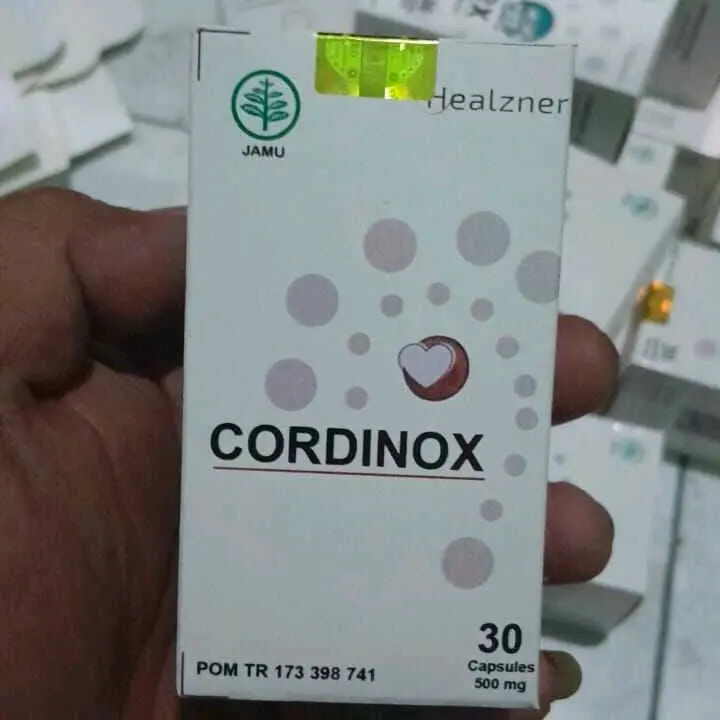 Healzner
JAMU
CORDINOX
30
Capsules
500 mg
POM TR 173 398 741